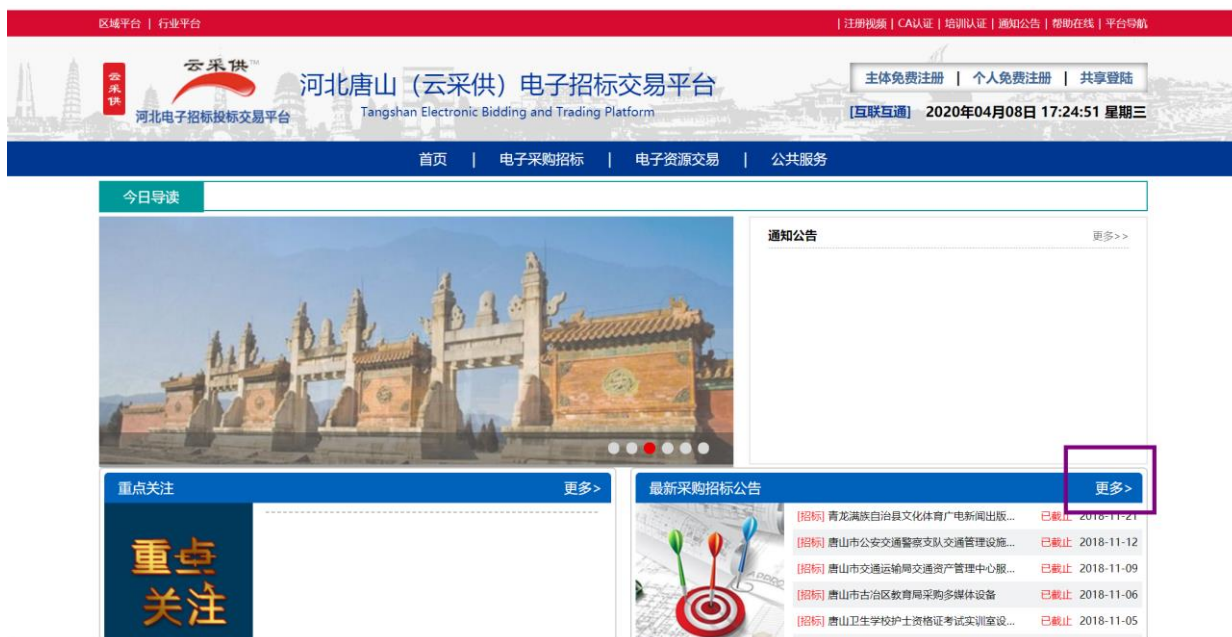 区域平台 | 行业平台
| 注册视频 | CA认证 | 培训认证 | 通知公告 | 帮助在线 | 平台导航
云采供
云采供™
河北电子招标投标交易平台
河北唐山（云采供）电子招标交易平台
Tangshan Electronic Bidding and Trading Platform
主体免费注册 | 个人免费注册 | 共享登陆
[互联互通] 2020年04月08日 17:24:51 星期三
首页 | 电子采购招标 | 电子资源交易 | 公共服务
今日导读
通知公告 更多>>
重点关注 更多>
重点
关注
最新采购招标公告 更多>
[招标] 青龙满族自治县文化体育广电新闻出版... 已截止 2018-11-21
[招标] 唐山市公安交通警察支队交通管理设施... 已截止 2018-11-12
[招标] 唐山市交通运输局交通资产管理中心服... 已截止 2018-11-09
[招标] 唐山市古冶区教育局采购多媒体设备 已截止 2018-11-06
[招标] 唐山卫生学校护士资格证考试实训室设... 已截止 2018-11-05